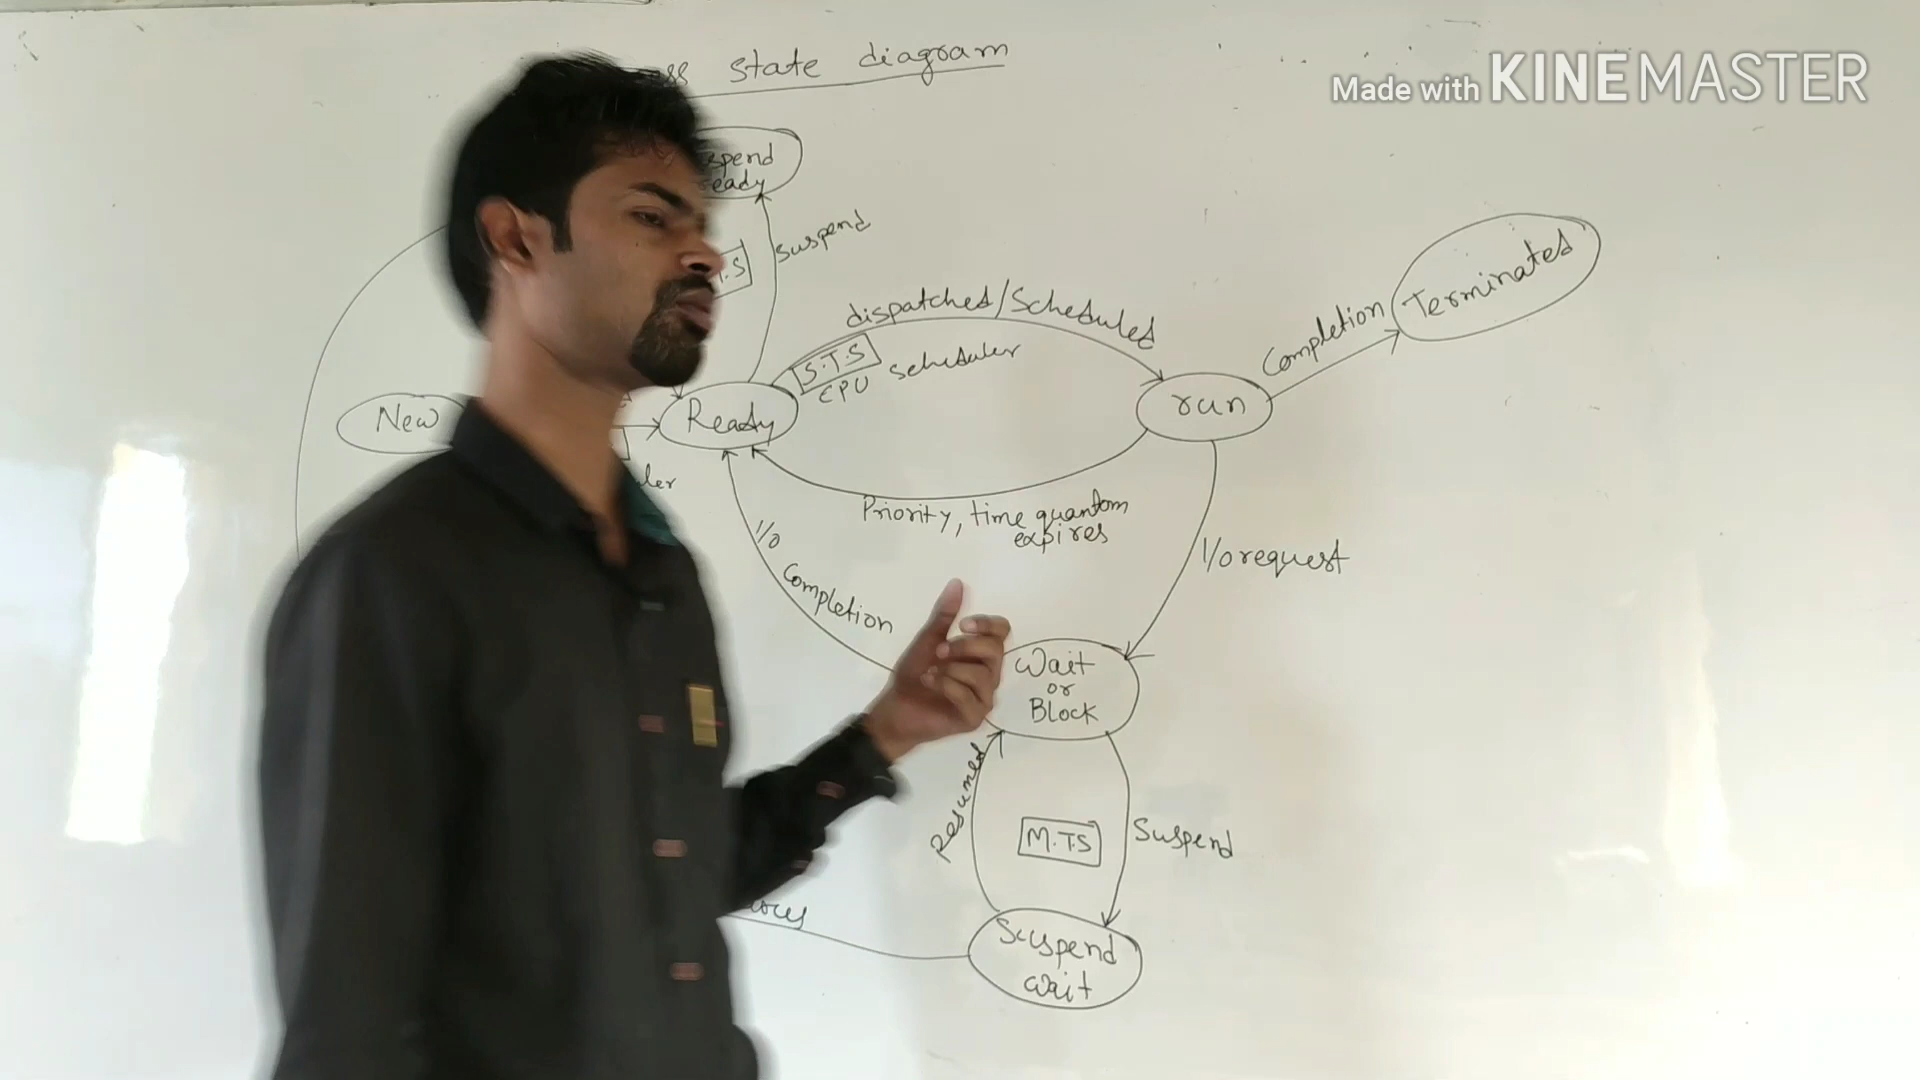 state diagram
Made with KINEMASTER
suspend
dispatched/Scheduled
S.T.S
CPU scheduler
Completion
Terminated
New
Ready
run
Priority, time quantom
expires
I/o
Completion
I/o request
Wait
or
Block
Resumed
M.T.S
Suspend
Suspend
wait